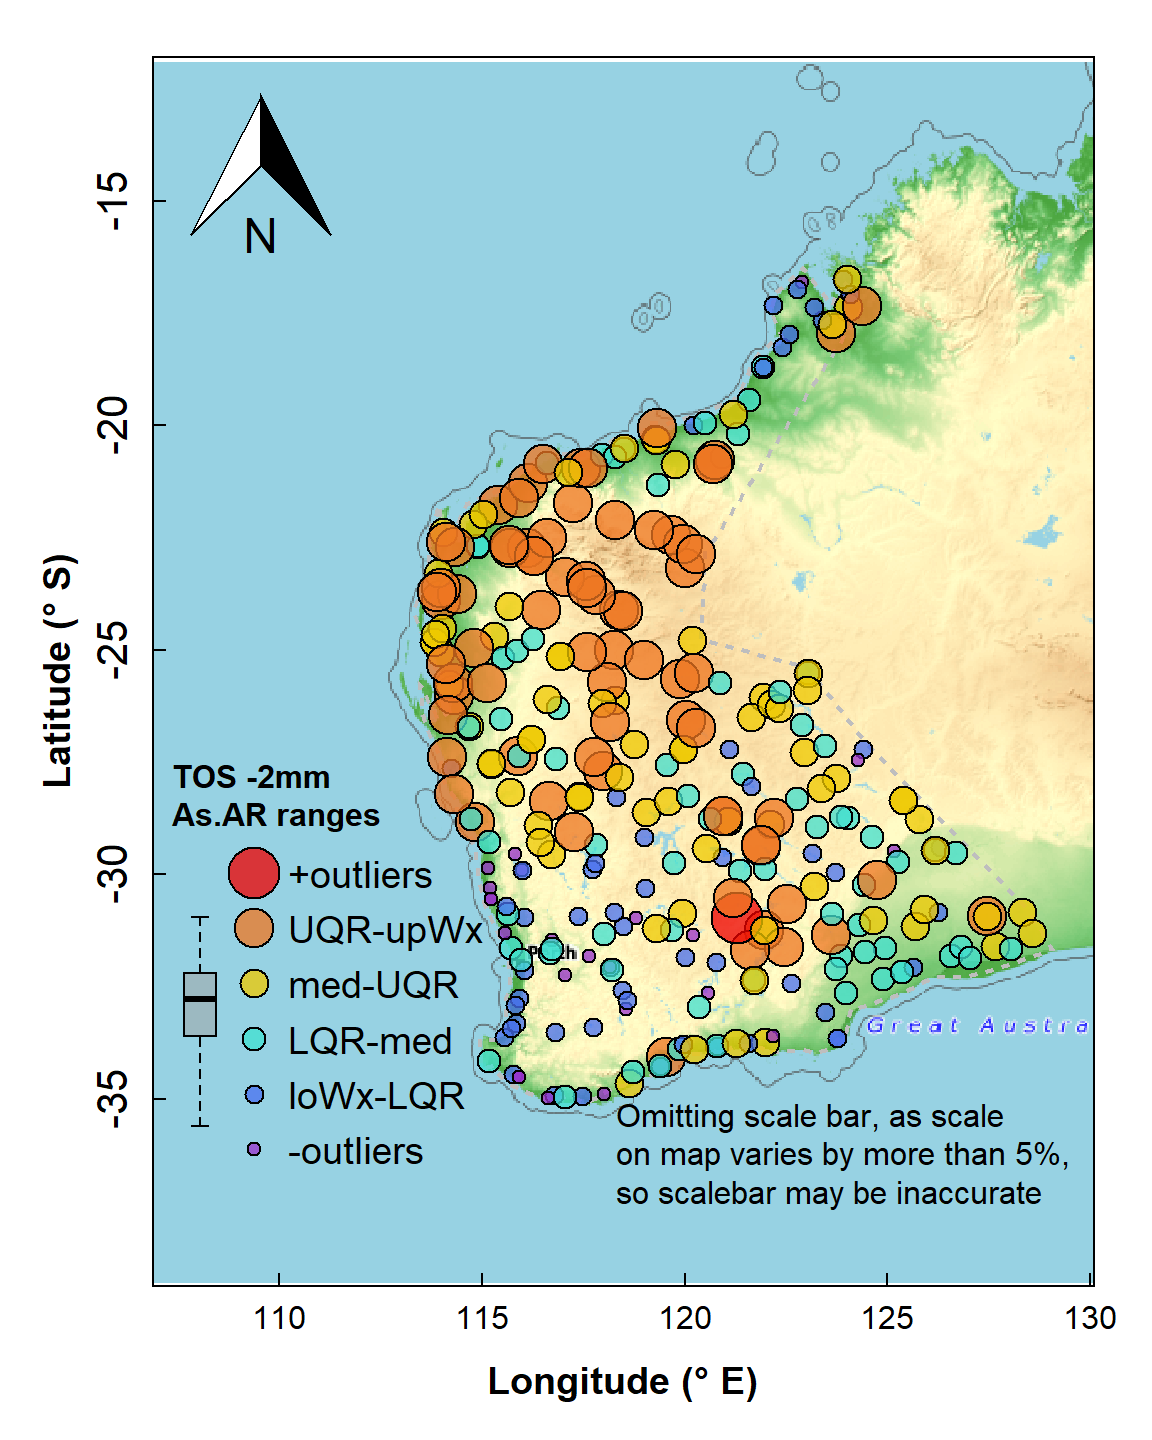 N
-15
-20
-25
-30
-35
Latitude (° S)
TOS -2mm
As.AR ranges
+outliers
UQR-upWx
med-UQR
LQR-med
loWx-LQR
-outliers
Great Austra
Omitting scale bar, as scale
on map varies by more than 5%,
so scalebar may be inaccurate
110
115
120
125
130
Longitude (° E)